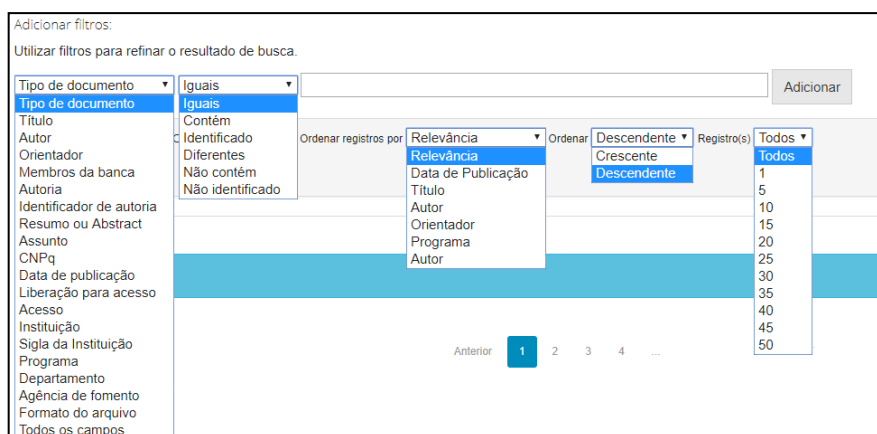 Adicionar filtros:
Utilizar filtros para refinar o resultado de busca.
Tipo de documento
Iguais
Adicionar
Tipo de documento
Título
Autor
Orientador
Membros da banca
Autoria
Identificador de autoria
Resumo ou Abstract
Assunto
CNPq
Data de publicação
Liberação para acesso
Acesso
Instituição
Sigla da Instituição
Programa
Departamento
Agência de fomento
Formato do arquivo
Todos os campos
Iguais
Contém
Identificado
Diferentes
Não contém
Não identificado
Ordenar registros por Relevância Ordenar Descendente Registro(s) Todos
Relevância
Data de Publicação
Título
Autor
Orientador
Programa
Autor
Crescente
Descendente
Todos
1
5
10
15
20
25
30
35
40
45
50
Anterior 1 2 3 4 ...